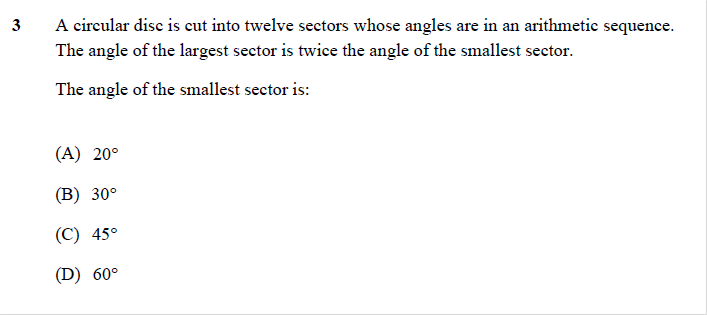 3 A circular disc is cut into twelve sectors whose angles are in an arithmetic sequence.
The angle of the largest sector is twice the angle of the smallest sector.
The angle of the smallest sector is:
(A) 20°
(B) 30°
(C) 45°
(D) 60°